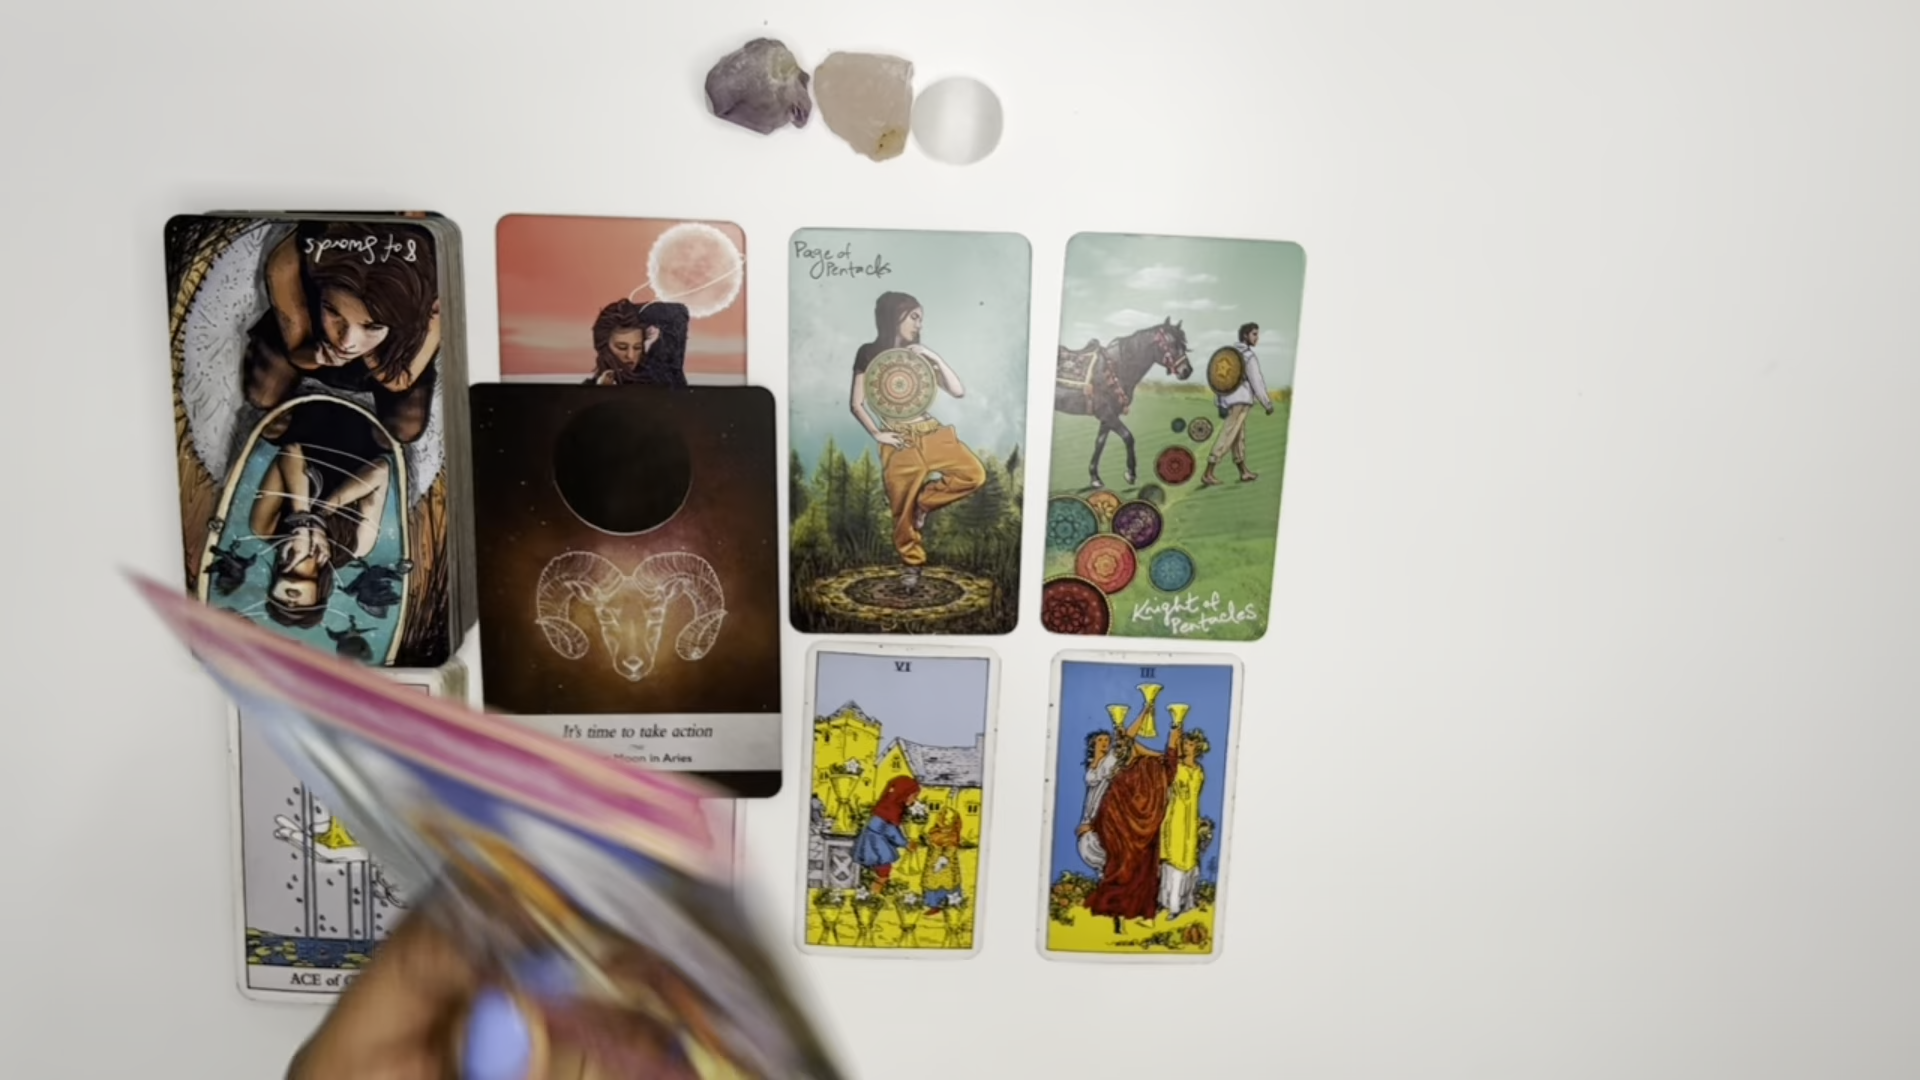 8 of Swords
Page of
Pentacles
Knight of
Pentacles
It's time to take action
Moon in Aries
VI
III
ACE of